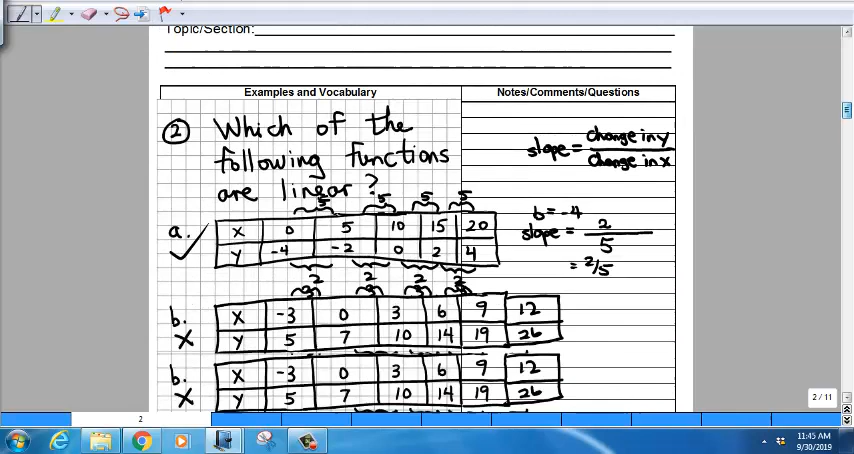 Topic/Section:
Examples and Vocabulary
Notes/Comments/Questions
2 Which of the
following functions
are linear?
slope = change in y
change in x
5 5 5 5
a. X 0 5 10 15 20
Y -4 -2 0 2 4
2 2 2 2
b = -4
slope = 2
5
= 2/5
3 3 3 3
b. X -3 0 3 6 9 12
X Y 5 7 10 14 19 26
b. X -3 0 3 6 9 12
X Y 5 7 10 14 19 26
2 / 11
2
11:45 AM
9/30/2019